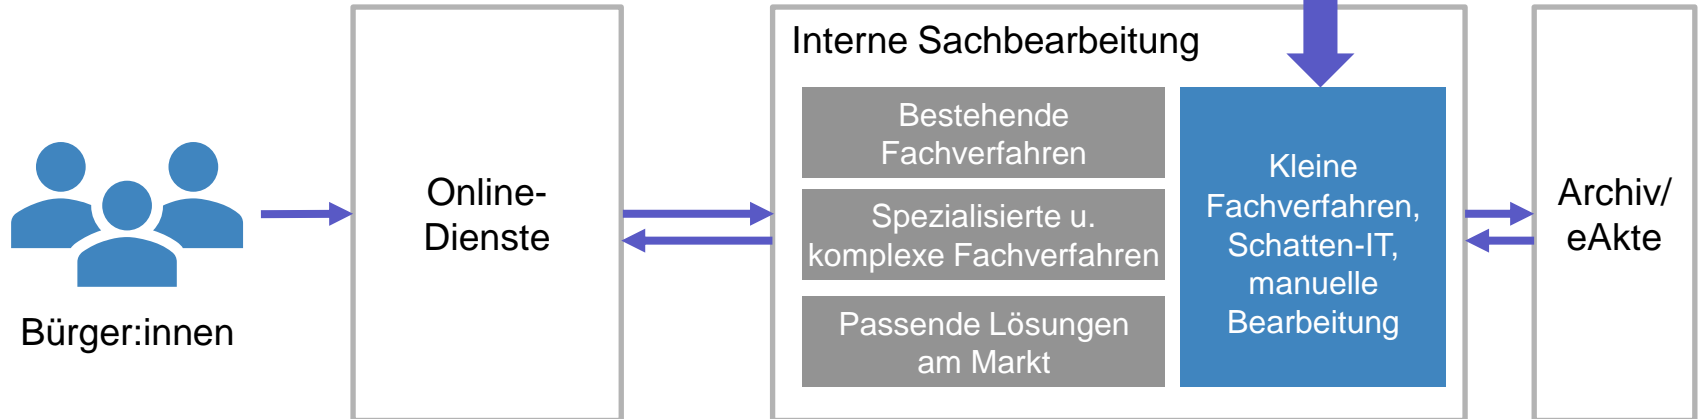 Bürger:innen
Online-
Dienste
Interne Sachbearbeitung
Bestehende
Fachverfahren
Spezialisierte u.
komplexe Fachverfahren
Passende Lösungen
am Markt
Kleine
Fachverfahren,
Schatten-IT,
manuelle
Bearbeitung
Archiv/
eAkte